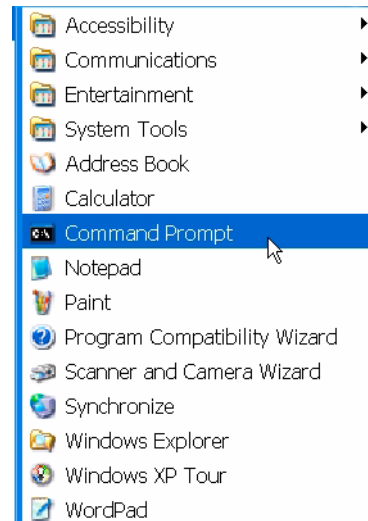 Accessibility
Communications
Entertainment
System Tools
Address Book
Calculator
C:\ Command Prompt
Notepad
Paint
Program Compatibility Wizard
Scanner and Camera Wizard
Synchronize
Windows Explorer
Windows XP Tour
WordPad